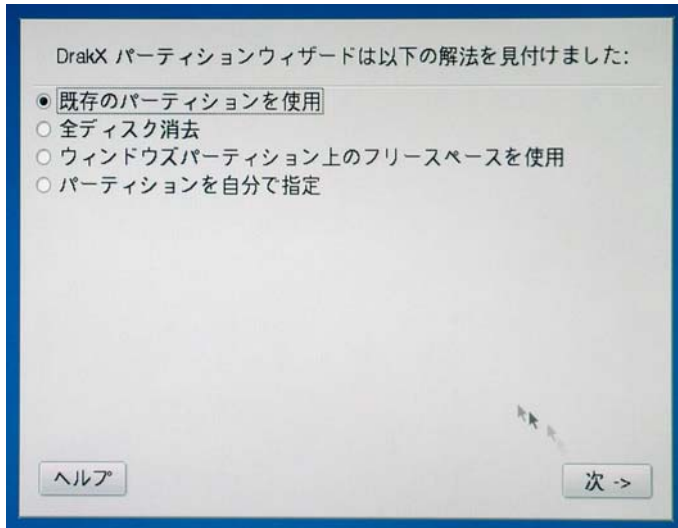 DrakX パーティションウィザードは以下の解法を見付けました:
既存のパーティションを使用
全ディスク消去
ウィンドウズパーティション上のフリースペースを使用
パーティションを自分で指定
ヘルプ
次 ->